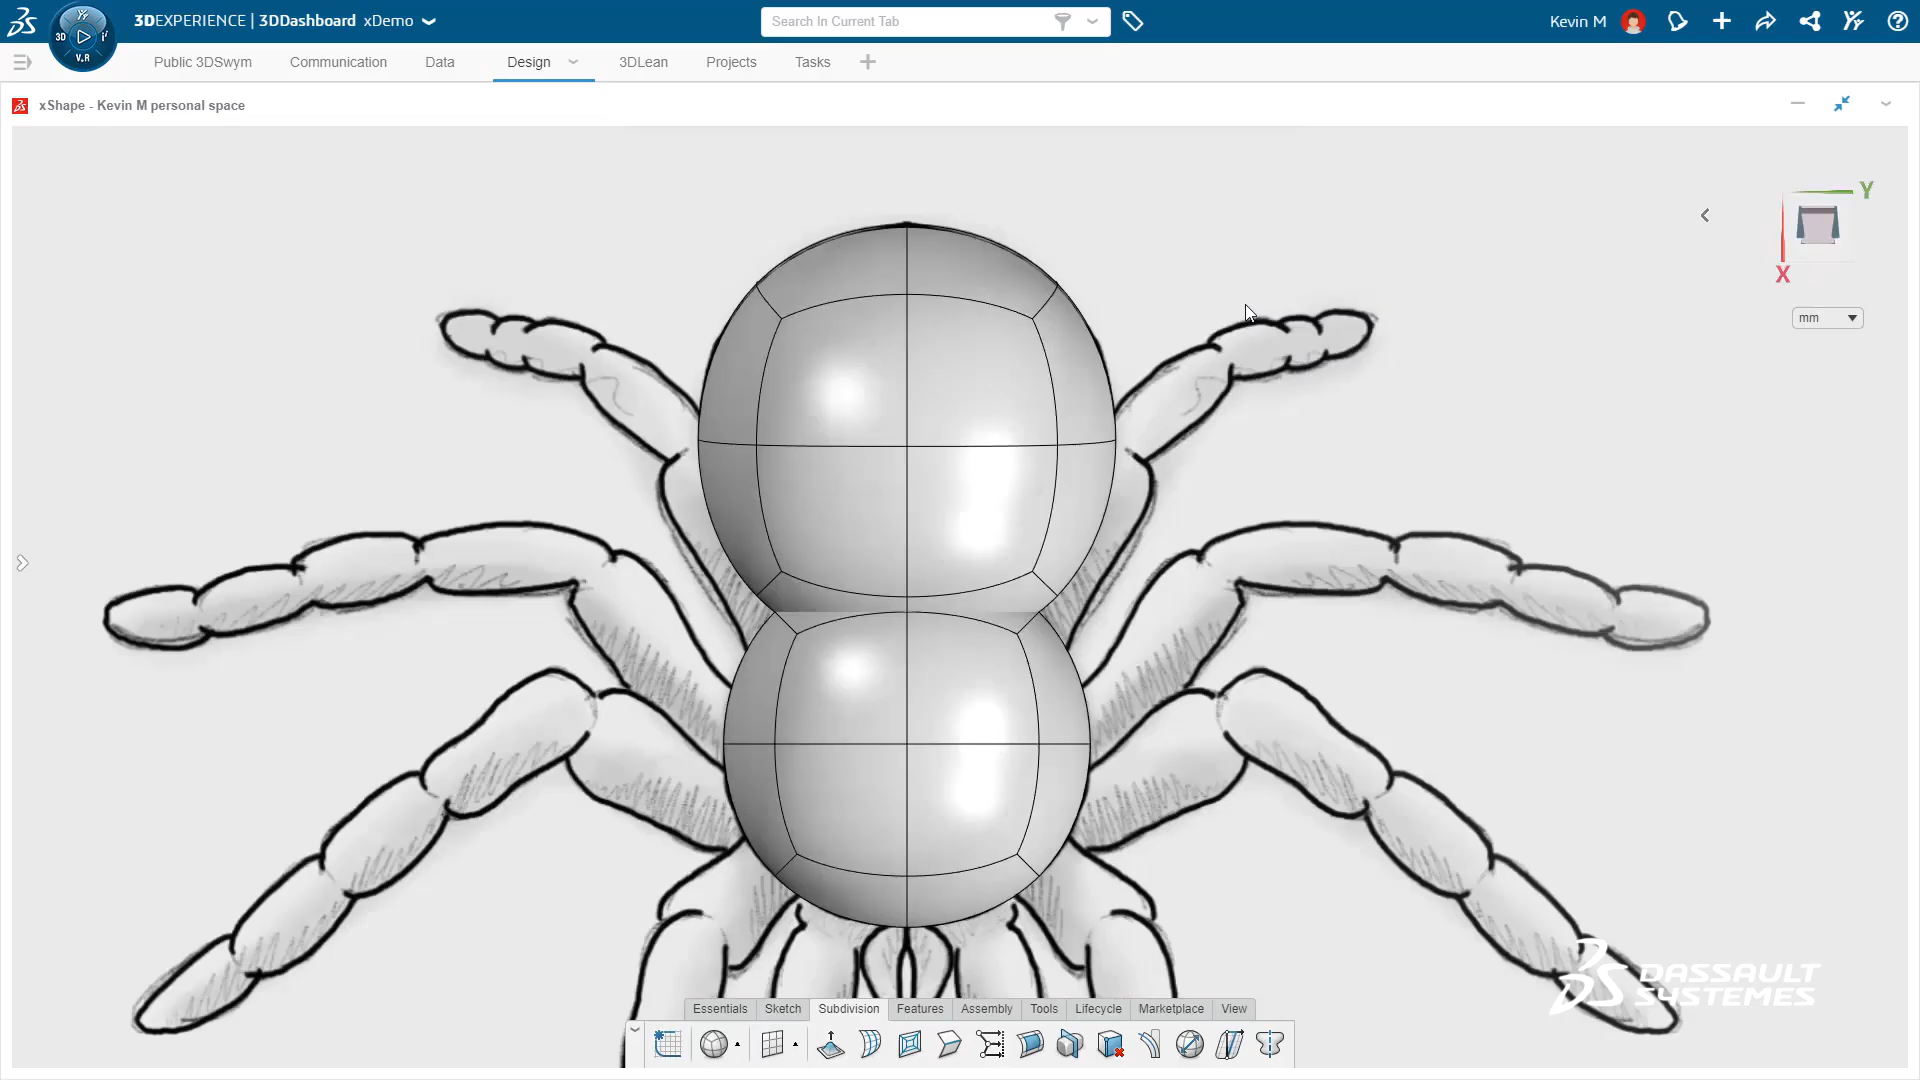 3DEXPERIENCE | 3DDashboard xDemo
Search In Current Tab
Kevin M
3D
V.R
Public 3DSwym
Communication
Data
Design
3DLean
Projects
Tasks
xShape - Kevin M personal space
Y
X
mm
DASSAULT
SYSTEMES
Essentials
Sketch
Subdivision
Features
Assembly
Tools
Lifecycle
Marketplace
View